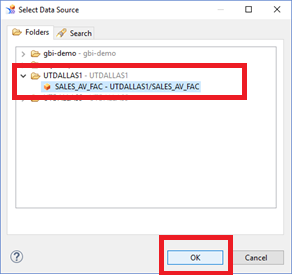 Select Data Source
Folders
Search
gbi-demo - gbi-demo
UTDALLAS1 - UTDALLAS1
SALES_AV_FAC - UTDALLAS1/SALES_AV_FAC
OK
Cancel